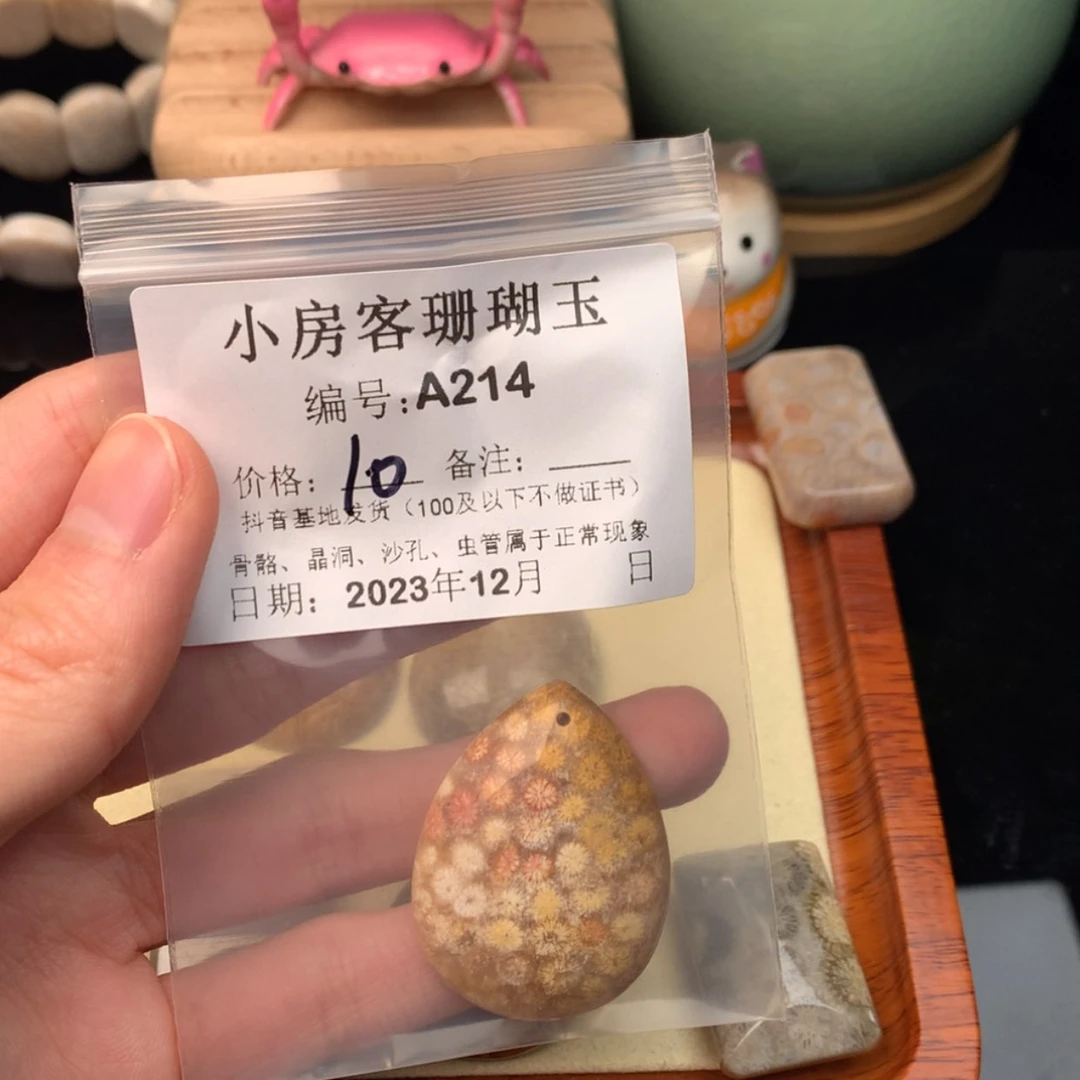 小房客珊瑚玉
编号:A214
价格: 10 备注:
抖音基地发货（100及以下不做证书）
骨骼、晶洞、沙孔、虫管属于正常现象
日期: 2023年12月 日